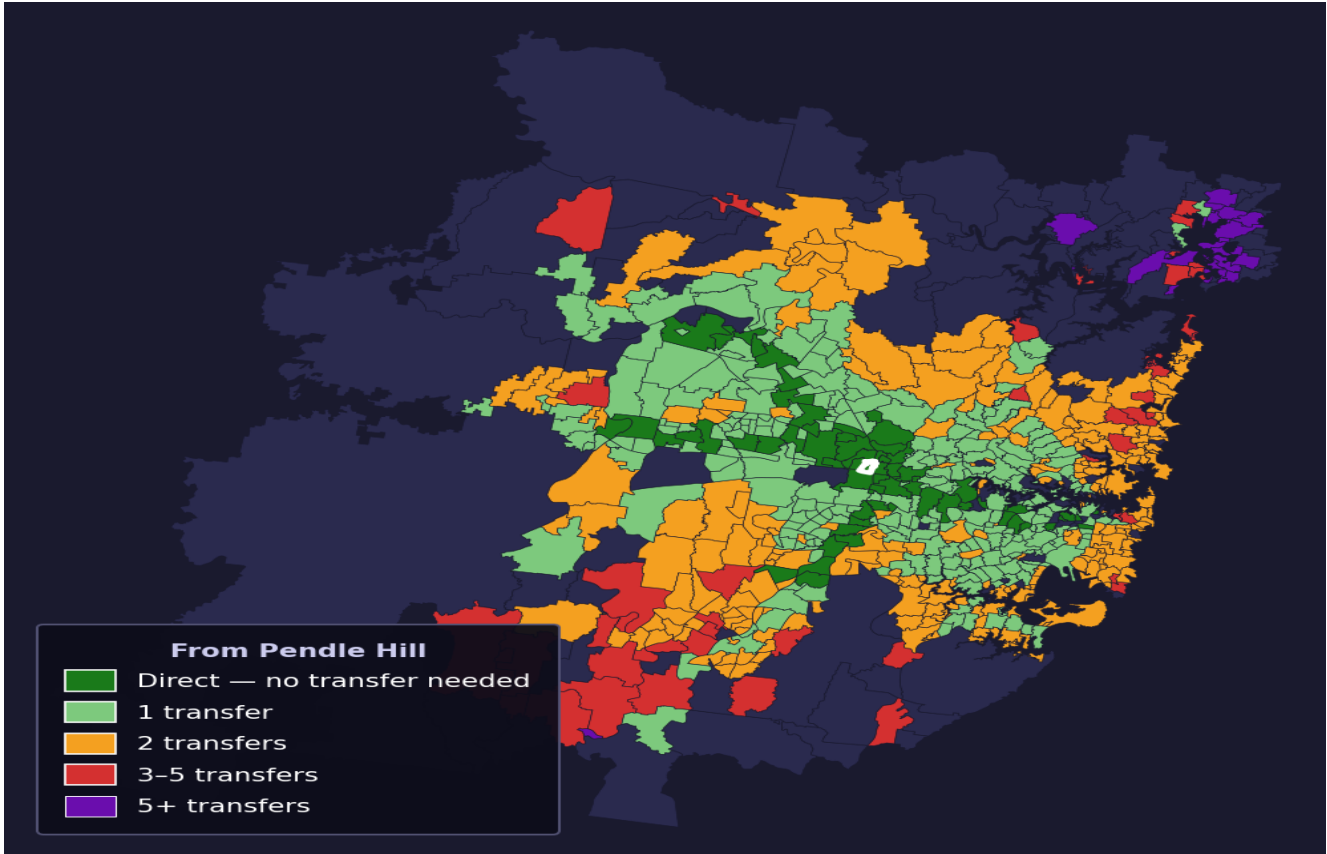 From Pendle Hill
Direct — no transfer needed
1 transfer
2 transfers
3–5 transfers
5+ transfers